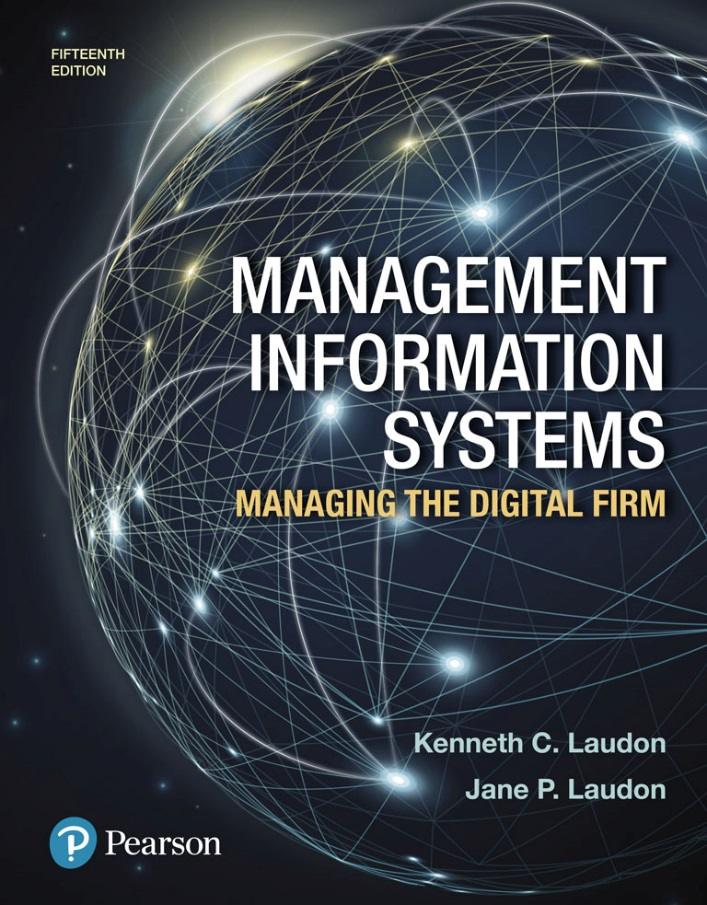 FIFTEENTH
EDITION
MANAGEMENT
INFORMATION
SYSTEMS
MANAGING THE DIGITAL FIRM
Kenneth C. Laudon
Jane P. Laudon
P Pearson